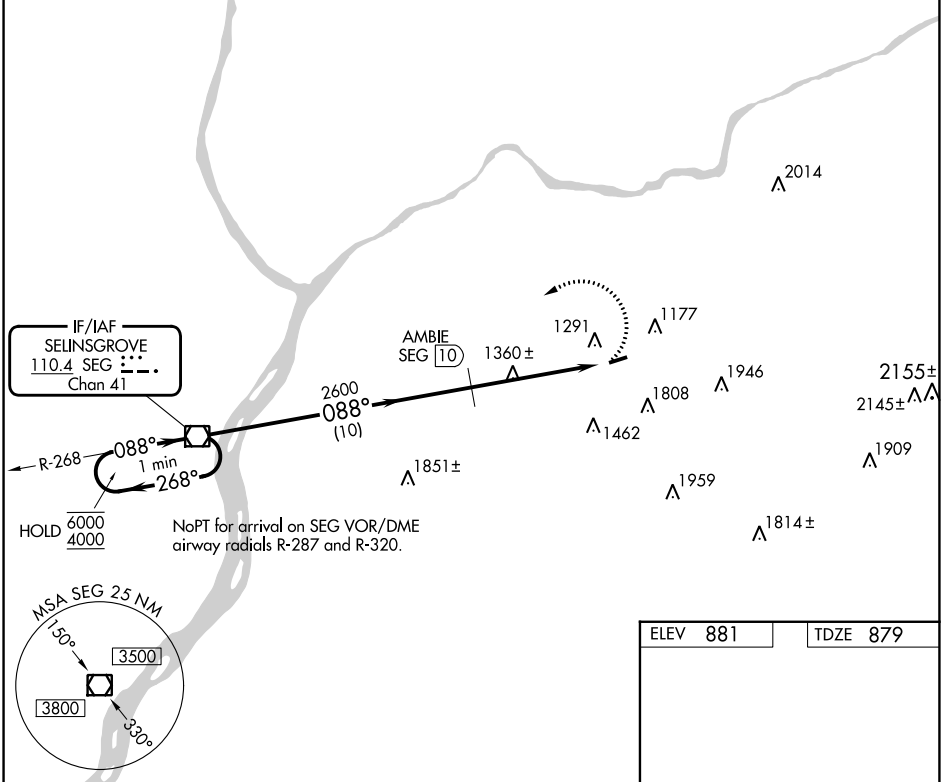 2014
IF/IAF
SELINSGROVE
110.4 SEG
Chan 41
AMBIE
SEG 10
1360 ±
1291
1177
2600
088°
(10)
1808
1946
2155±
2145±
1462
1909
R-268
088°
1 min
268°
1851±
1959
1814±
HOLD 6000
4000
NoPT for arrival on SEG VOR/DME
airway radials R-287 and R-320.
MSA SEG 25 NM
150°
3500
3800
330°
ELEV 881
TDZE 879